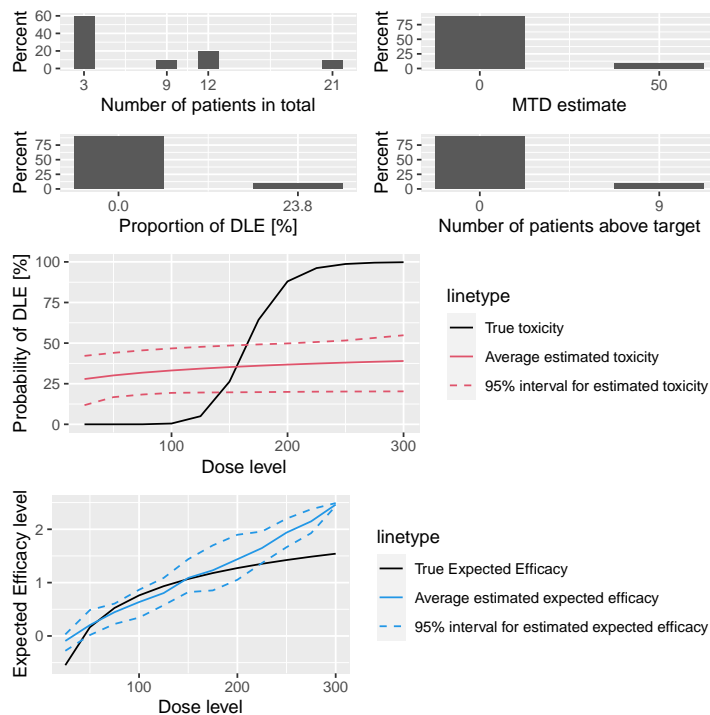 Percent
60
40
20
0
3
9
12
21
Number of patients in total
Percent
75
50
25
0
0
50
MTD estimate
Percent
75
50
25
0
0.0
23.8
Proportion of DLE [%]
Percent
75
50
25
0
0
9
Number of patients above target
Probability of DLE [%]
100
75
50
25
0
100
200
300
Dose level
linetype
True toxicity
Average estimated toxicity
95% interval for estimated toxicity
Expected Efficacy level
2
1
0
100
200
300
Dose level
linetype
True Expected Efficacy
Average estimated expected efficacy
95% interval for estimated expected efficacy